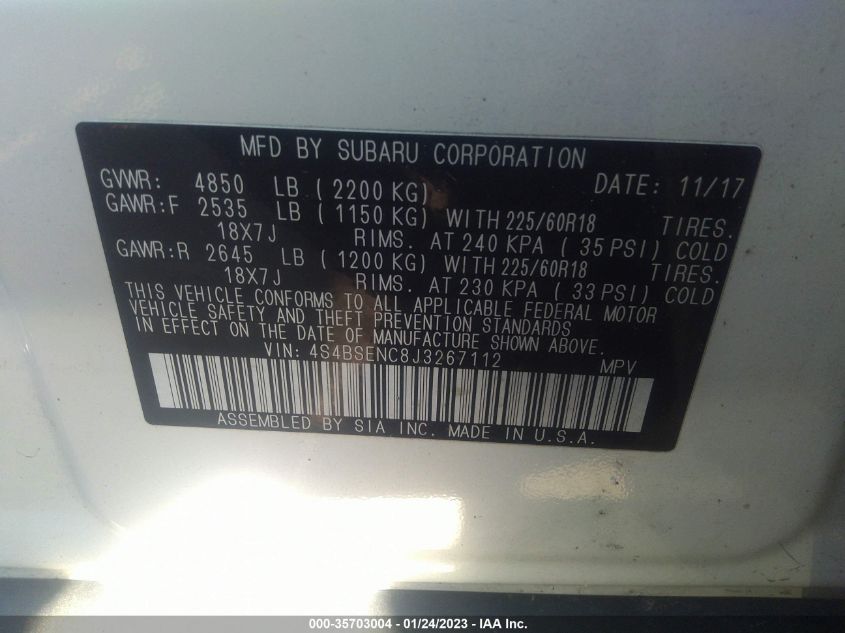 MFD BY SUBARU CORPORATION
GVWR: 4850 LB ( 2200 KG) DATE: 11/17
GAWR:F 2535 LB ( 1150 KG) WITH 225/60R18 TIRES.
18X7J RIMS. AT 240 KPA ( 35 PSI) COLD
GAWR:R 2645 LB ( 1200 KG) WITH 225/60R18 TIRES.
18X7J RIMS. AT 230 KPA ( 33 PSI) COLD
THIS VEHICLE CONFORMS TO ALL APPLICABLE FEDERAL MOTOR
VEHICLE SAFETY AND THEFT PREVENTION STANDARDS
IN EFFECT ON THE DATE OF MANUFACTURE SHOWN ABOVE.
VIN: 4S4BSENC8J3267112 MPV
ASSEMBLED BY SIA INC. MADE IN U.S.A.
000-35703004 - 01/24/2023 - IAA Inc.